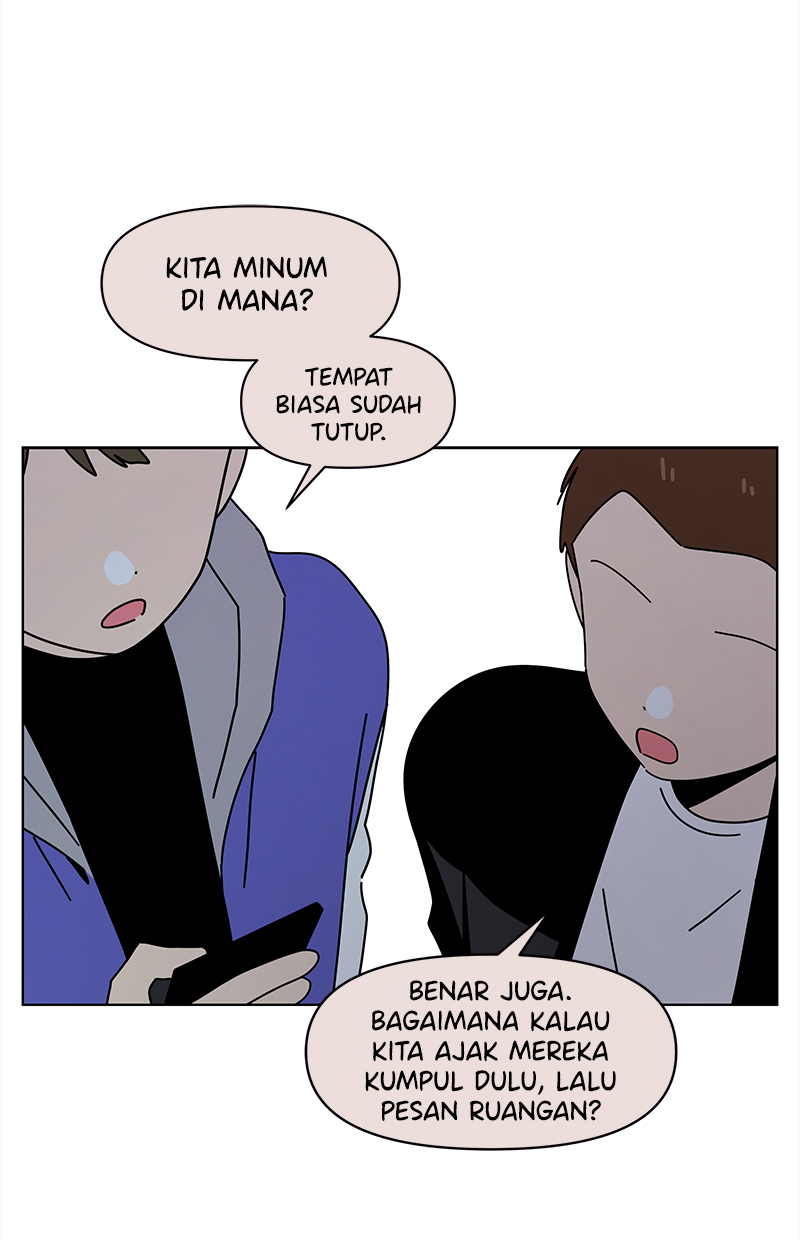 KITA MINUM
DI MANA?
TEMPAT
BIASA SUDAH
TUTUP.
BENAR JUGA.
BAGAIMANA KALAU
KITA AJAK MEREKA
KUMPUL DULU, LALU
PESAN RUANGAN?